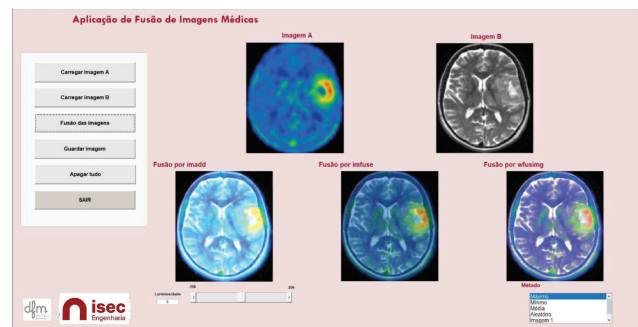 Aplicação de Fusão de Imagens Médicas
Imagem A
Imagem B
Carregar imagem A
Carregar imagem B
Fusão das imagens
Guardar imagem
Apagar tudo
SAIR
Fusão por imadd
Fusão por imfuse
Fusão por wfusimg
Luminosidade
Método
Máximo
Mínimo
Média
Aleatório
Imagem 1
dfm
isec
Engenharia